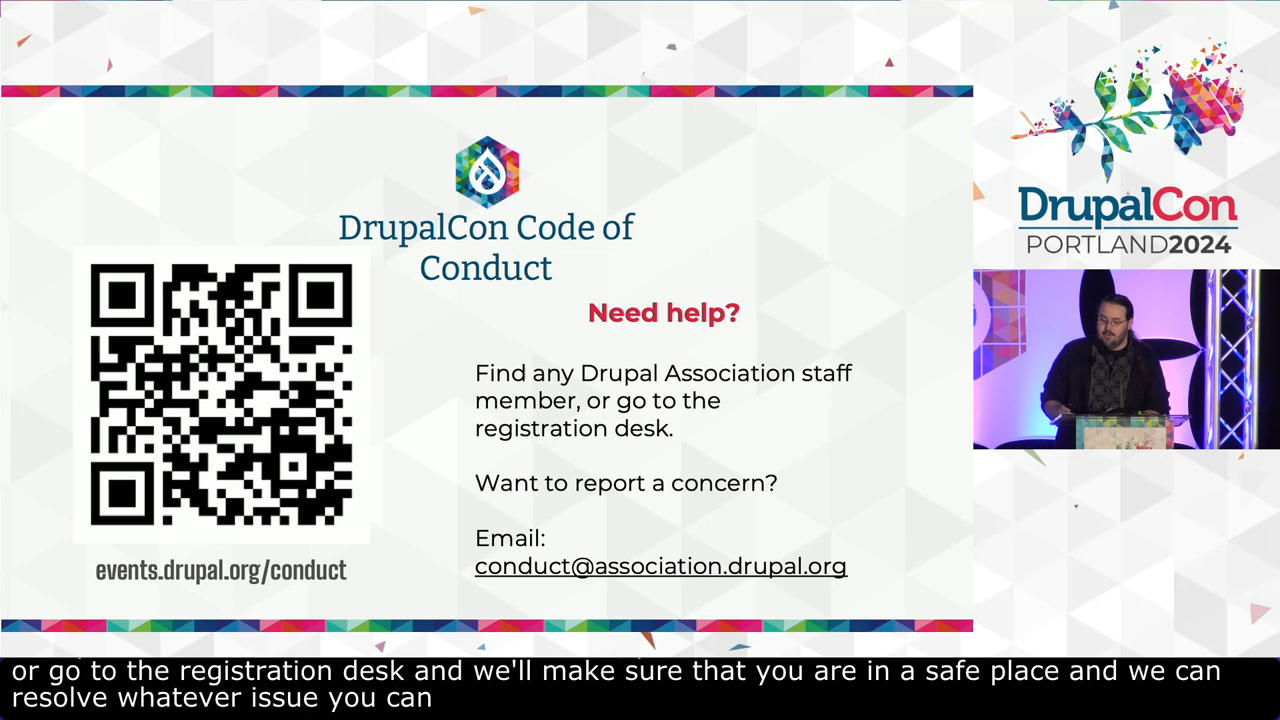 DrupalCon Code of
Conduct
Need help?
Find any Drupal Association staff
member, or go to the
registration desk.
Want to report a concern?
Email:
conduct@association.drupal.org
events.drupal.org/conduct
DrupalCon
PORTLAND2024
or go to the registration desk and we'll make sure that you are in a safe place and we can
resolve whatever issue you can